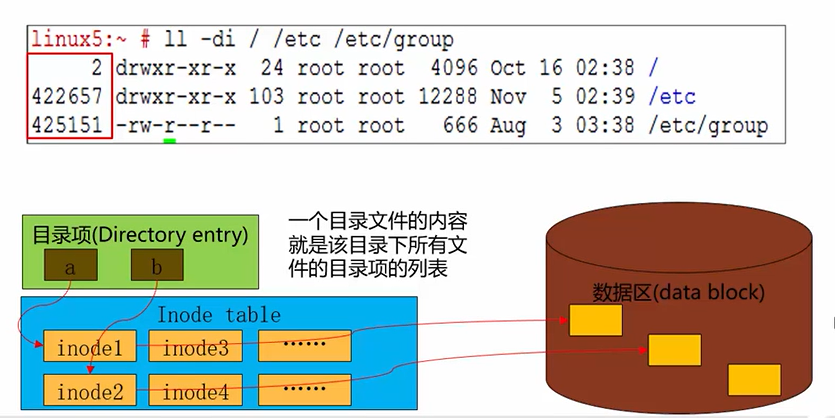 linux5:~ # ll -di / /etc /etc/group
2 drwxr-xr-x 24 root root 4096 Oct 16 02:38 /
422657 drwxr-xr-x 103 root root 12288 Nov 5 02:39 /etc
425151 -rw-r--r-- 1 root root 666 Aug 3 03:38 /etc/group
目录项(Directory entry)
a b
一个目录文件的内容
就是该目录下所有文
件的目录项的列表
Inode table
inode1 inode3 ······
inode2 inode4 ······
数据区(data block)